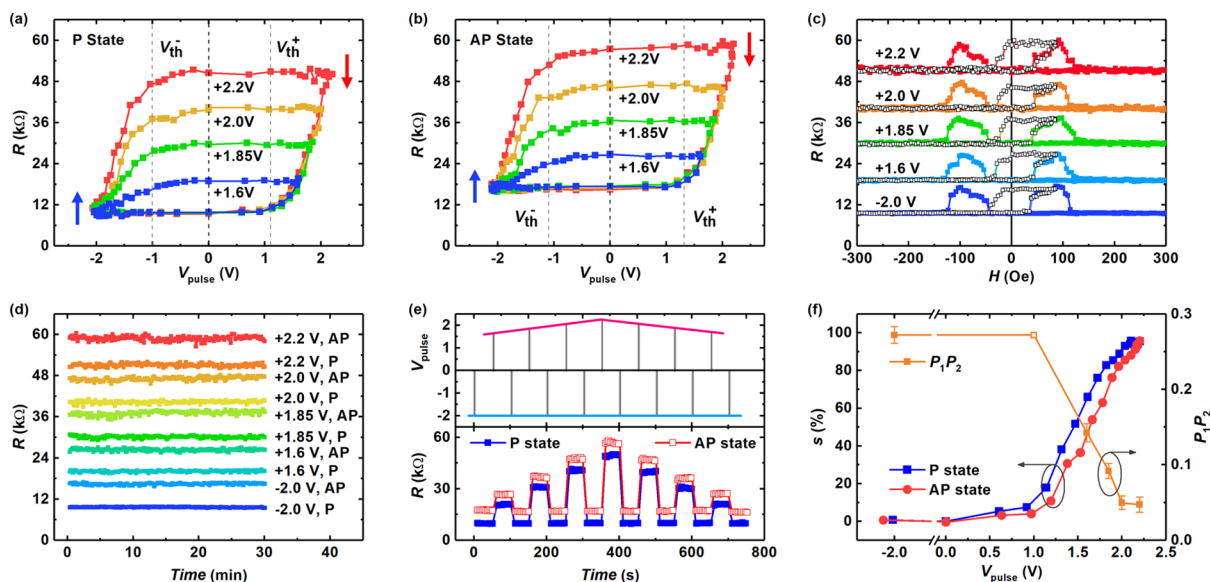 (a)
P State
V_th^-
V_th^+
+2.2V
+2.0V
+1.85V
+1.6V
R (kΩ)
60
48
36
24
12
0
-2 -1 0 1 2
V_pulse (V)
(b)
AP State
+2.2V
+2.0V
+1.85V
+1.6V
V_th^-
V_th^+
R (kΩ)
60
48
36
24
12
0
-2 -1 0 1 2
V_pulse (V)
(c)
+2.2 V
+2.0 V
+1.85 V
+1.6 V
-2.0 V
R (kΩ)
60
48
36
24
12
0
-300 -200 -100 0 100 200 300
H (Oe)
(d)
+2.2 V, AP
+2.2 V, P
+2.0 V, AP
+2.0 V, P
+1.85 V, AP
+1.85 V, P
+1.6 V, AP
+1.6 V, P
-2.0 V, AP
-2.0 V, P
R (kΩ)
60
48
36
24
12
0
0 10 20 30 40
Time (min)
(e)
V_pulse
2
1
0
0
-1
-2
P state
AP state
R (kΩ)
60
45
30
15
0 200 400 600 800
Time (s)
(f)
P₁P₂
P state
AP state
s (%)
100
80
60
40
20
0
P₁P₂
0.3
0.2
0.1
0.0
-2.0 0.0 0.5 1.0 1.5 2.0 2.5
V_pulse (V)